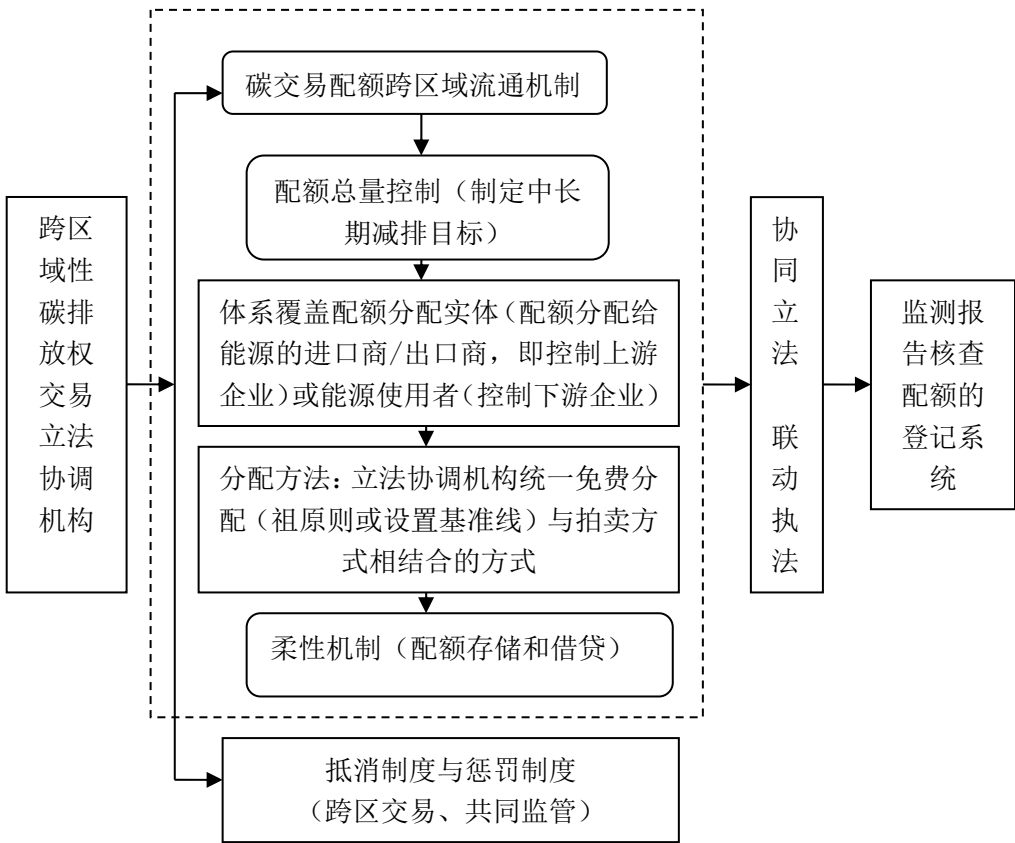 跨区
域性
碳排
放权
交易
立法
协调
机构
碳交易配额跨区域流通机制
配额总量控制（制定中长
期减排目标）
体系覆盖配额分配实体（配额分配给
能源的进口商/出口商，即控制上游
企业）或能源使用者（控制下游企业）
分配方法：立法协调机构统一免费分
配（祖原则或设置基准线）与拍卖方
式相结合的方式
柔性机制（配额存储和借贷）
抵消制度与惩罚制度
（跨区交易、共同监管）
协
同
立
法
联
动
执
法
监测报
告核查
配额的
登记系
统